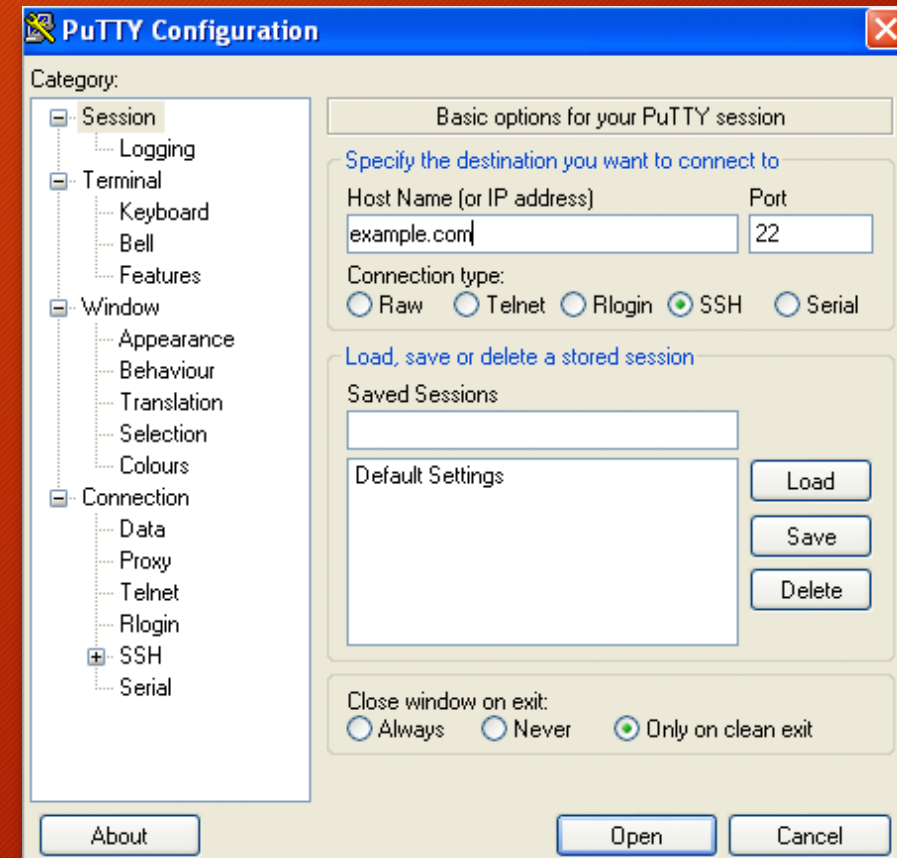 PuTTY Configuration
Category:
Session
Logging
Terminal
Keyboard
Bell
Features
Window
Appearance
Behaviour
Translation
Selection
Colours
Connection
Data
Proxy
Telnet
Rlogin
SSH
Serial
Basic options for your PuTTY session
Specify the destination you want to connect to
Host Name (or IP address) Port
example.com 22
Connection type:
Raw Telnet Rlogin SSH Serial
Load, save or delete a stored session
Saved Sessions
Default Settings
Load
Save
Delete
Close window on exit:
Always Never Only on clean exit
About Open Cancel